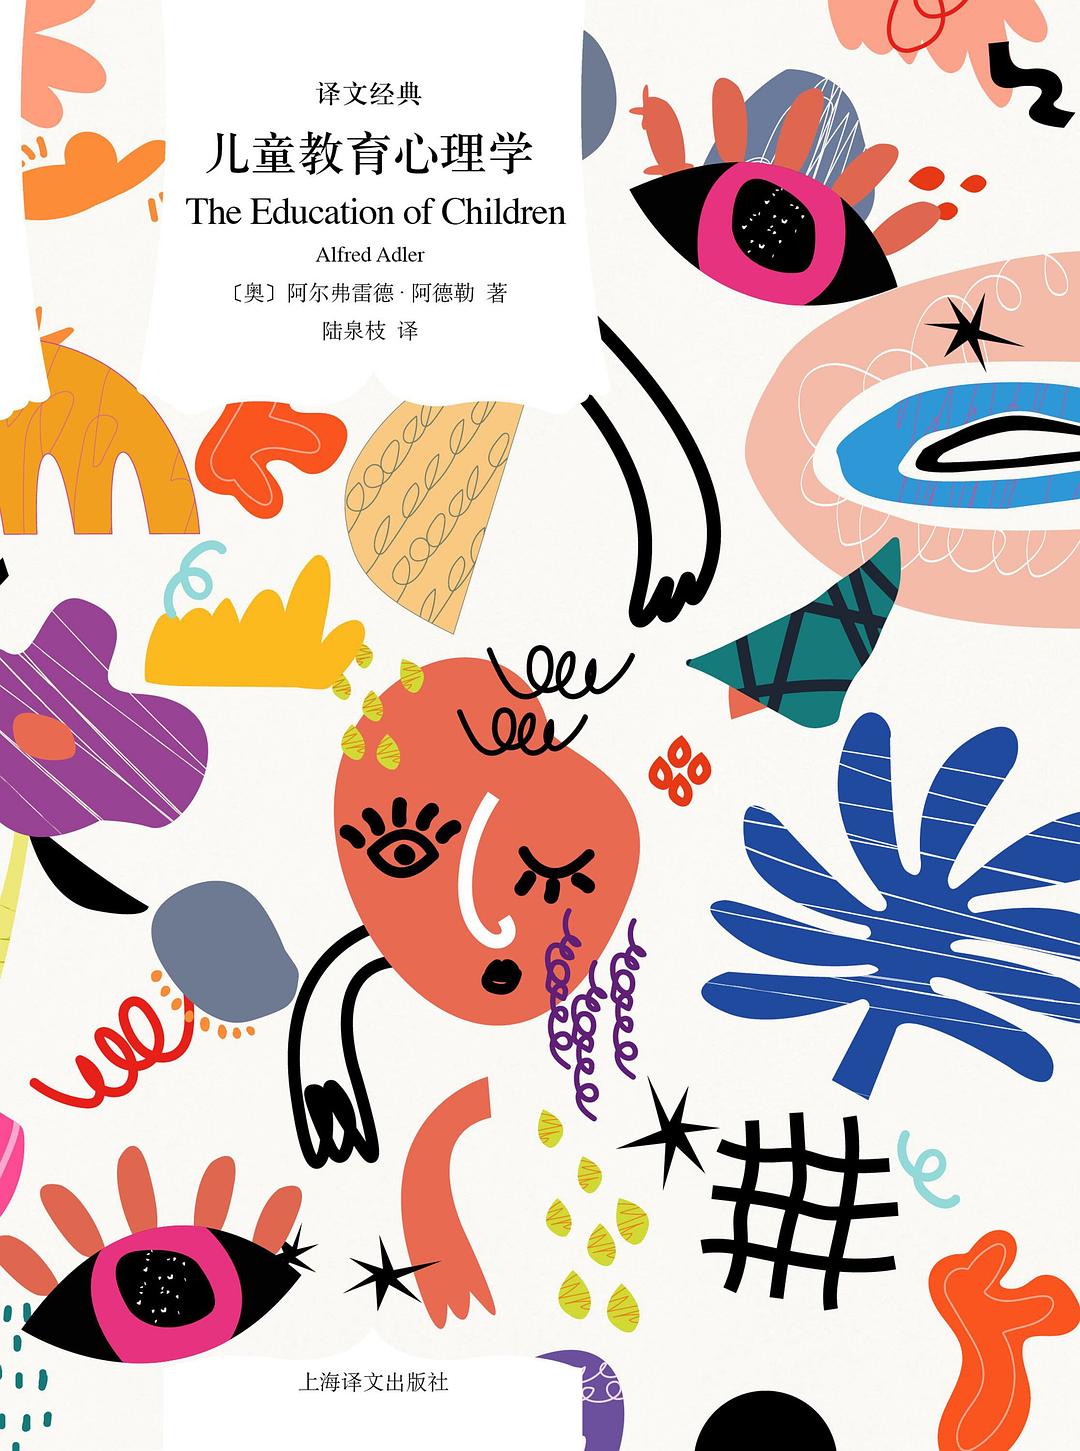 译文经典
儿童教育心理学
The Education of Children
Alfred Adler
〔奥〕阿尔弗雷德·阿德勒 著
陆泉枝 译
上海译文出版社